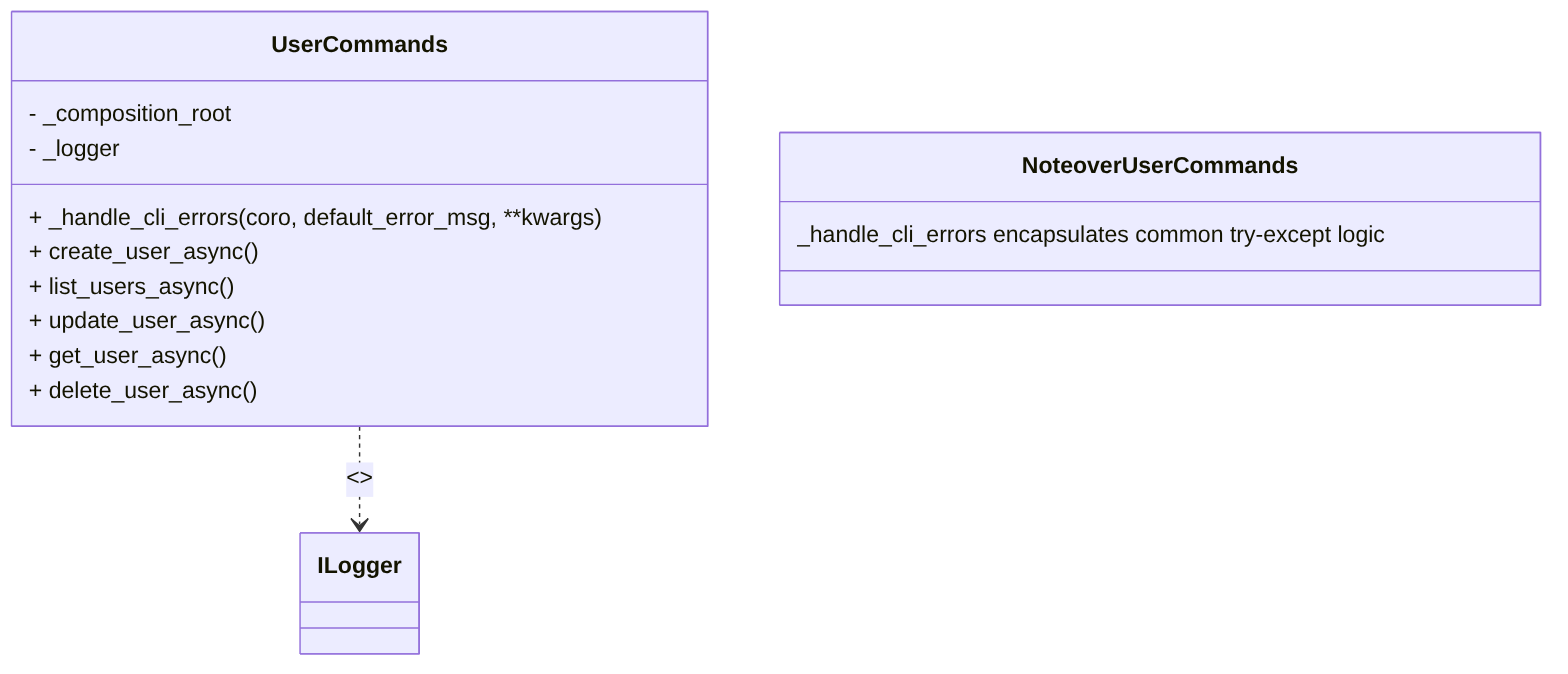 UserCommands
- _composition_root
- _logger
+ _handle_cli_errors(coro, default_error_msg, **kwargs)
+ create_user_async()
+ list_users_async()
+ update_user_async()
+ get_user_async()
+ delete_user_async()
NoteoverUserCommands
_handle_cli_errors encapsulates common try-except logic
<>
ILogger